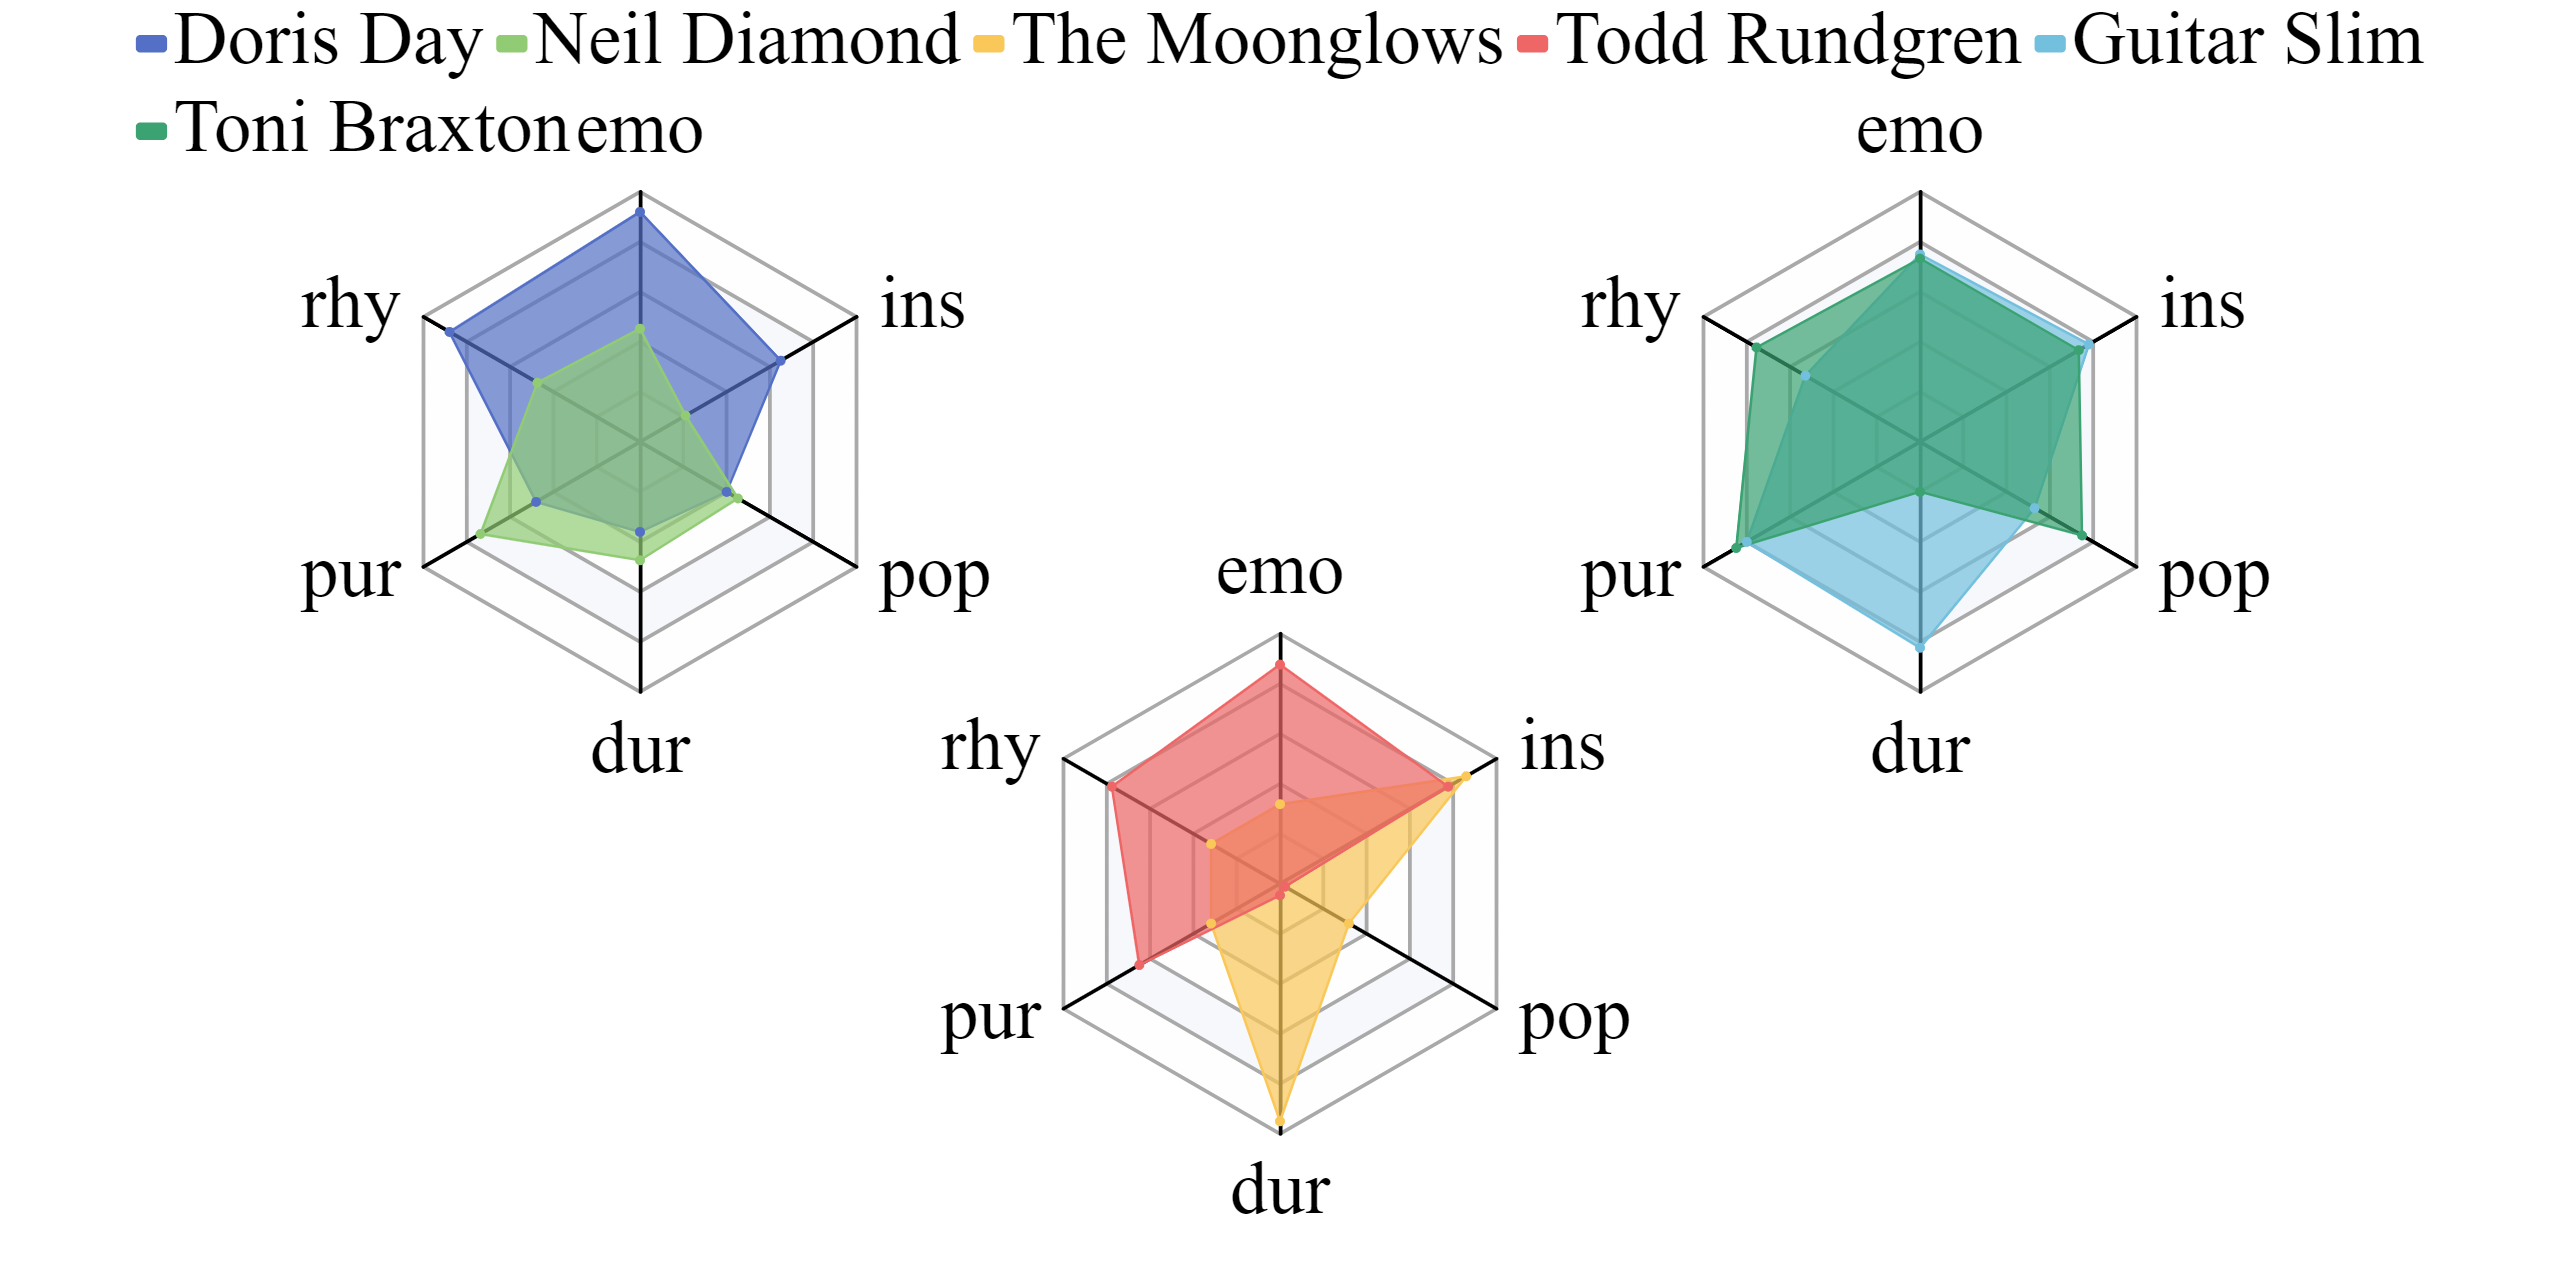 Doris Day Neil Diamond The Moonglows Todd Rundgren Guitar Slim
Toni Braxton
emo
rhy
ins
pur
pop
dur
emo
rhy
ins
pur
pop
dur
emo
rhy
ins
pur
pop
dur